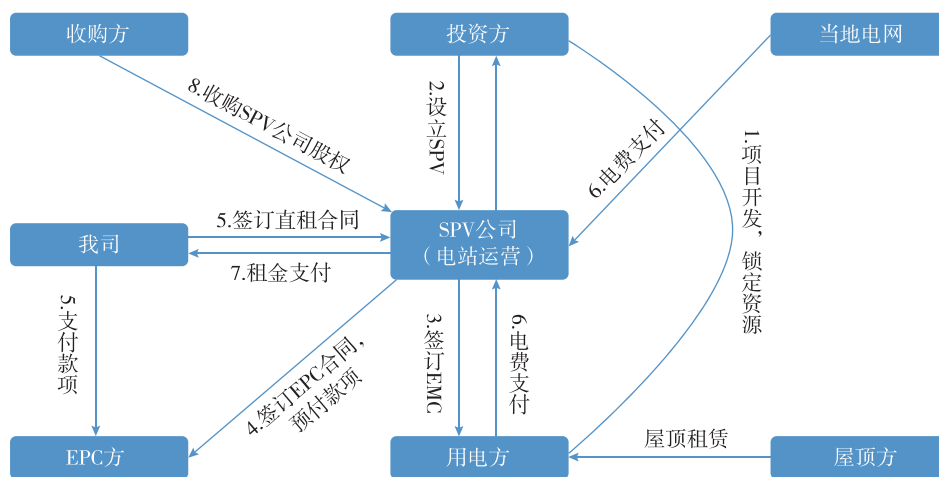 收购方
投资方
当地电网
8.收购SPV公司股权
2.设立SPV
6.电费支付
1.项目开发，锁定资源
5.签订直租合同
SPV公司
（电站运营）
我司
7.租金支付
5.支付款项
4.签订EPC合同，
预付款项
3.签订EMC
6.电费支付
屋顶租赁
EPC方
用电方
屋顶方